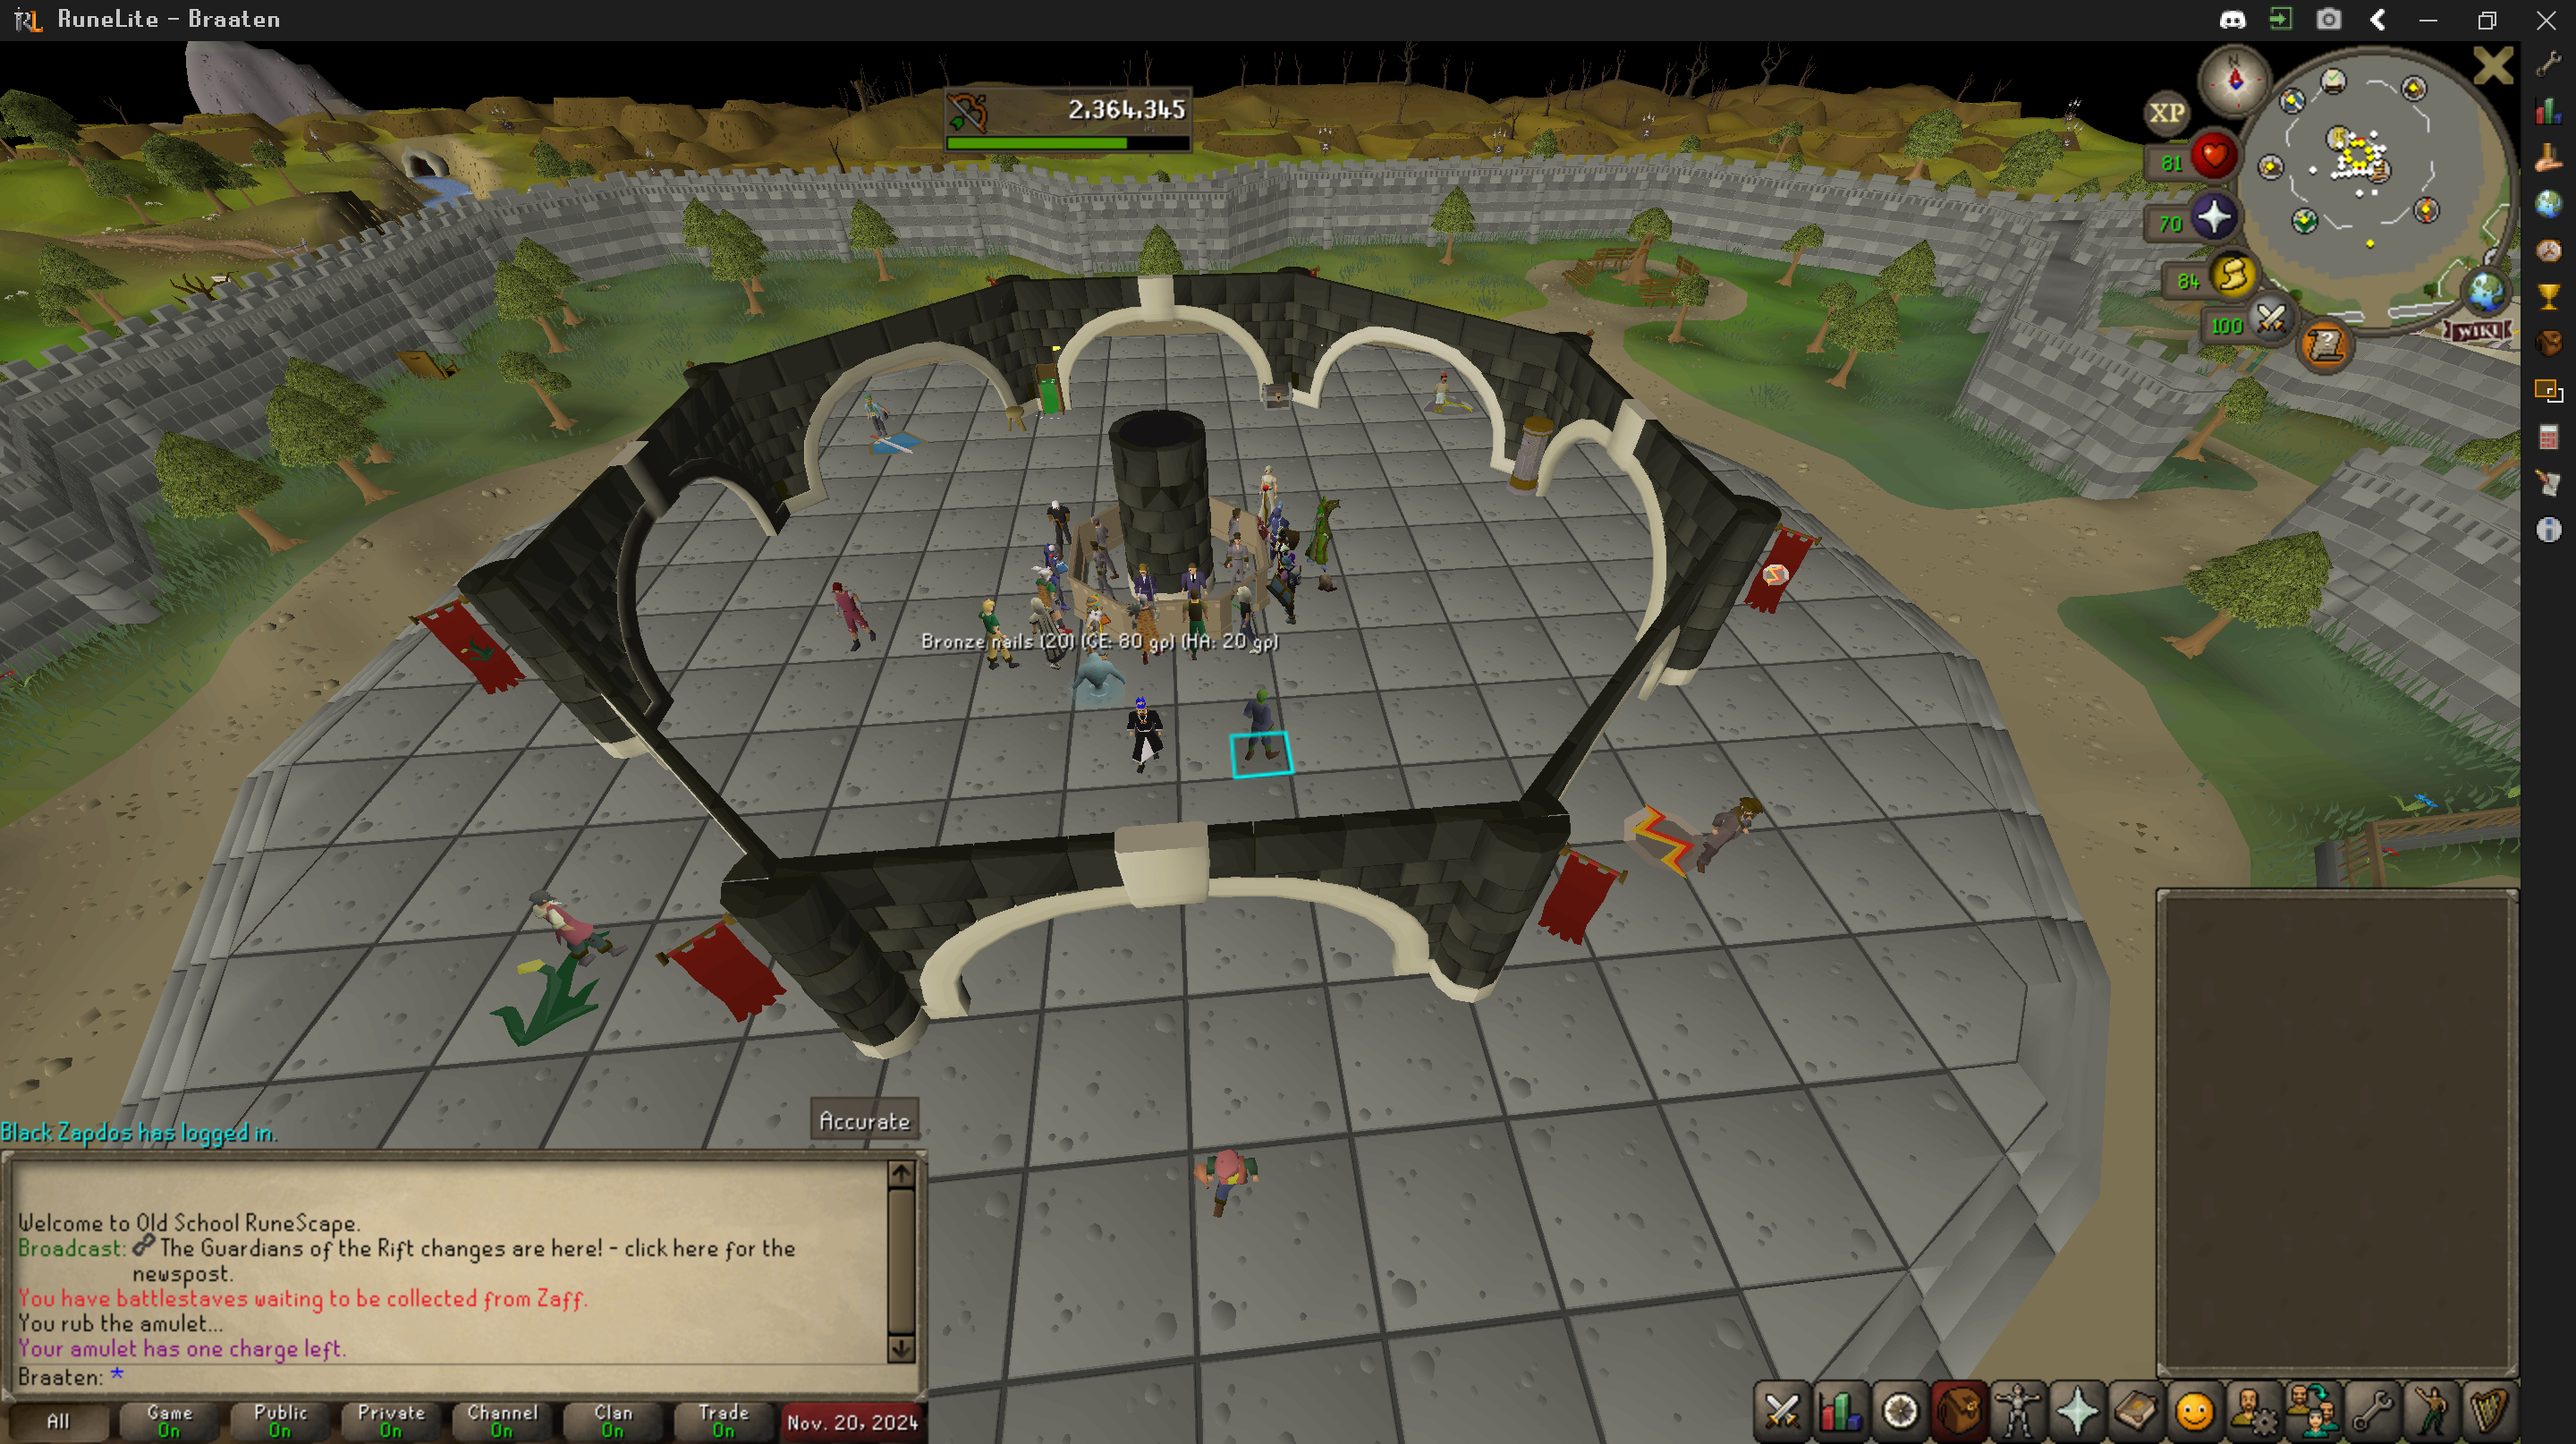 RuneLite - Braaten
2,364,345
N
XP
81
70
84
100
WIKI
Bronze nails (20) (GE: 80 gp) (HA: 20 gp)
Accurate
Black Zapdos has logged in.
Welcome to Old School RuneScape.
Broadcast: The Guardians of the Rift changes are here! - click here for the
newspost.
You have battlestaves waiting to be collected from Zaff.
You rub the amulet...
Your amulet has one charge left.
Braaten: *
All
Game
On
Public
On
Private
On
Channel
On
Clan
On
Trade
On
Nov. 20, 2024